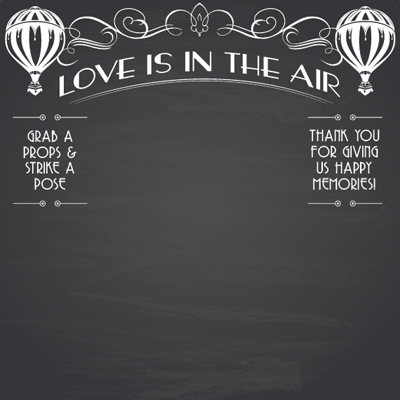 LOVE IS IN THE AIR
GRAB A
PROPS &
STRIKE A
POSE
THANK YOU
FOR GIVING
US HAPPY
MEMORIES!